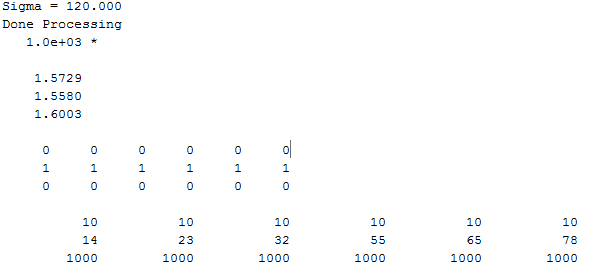 Sigma = 120.000
Done Processing
1.0e+03 *
1.5729
1.5580
1.6003
0 0 0 0 0 0
1 1 1 1 1 1
0 0 0 0 0 0
10 10 10 10 10 10
14 23 32 55 65 78
1000 1000 1000 1000 1000 1000